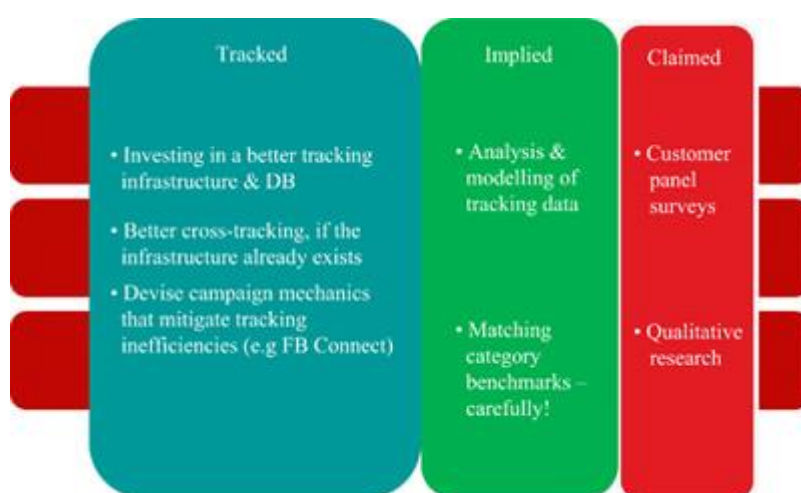 Tracked
• Investing in a better tracking
infrastructure & DB
• Better cross-tracking, if the
infrastructure already exists
• Devise campaign mechanics
that mitigate tracking
inefficiencies (e.g FB Connect)
Implied
• Analysis &
modelling of
tracking data
• Matching
category
benchmarks –
carefully!
Claimed
• Customer
panel
surveys
• Qualitative
research